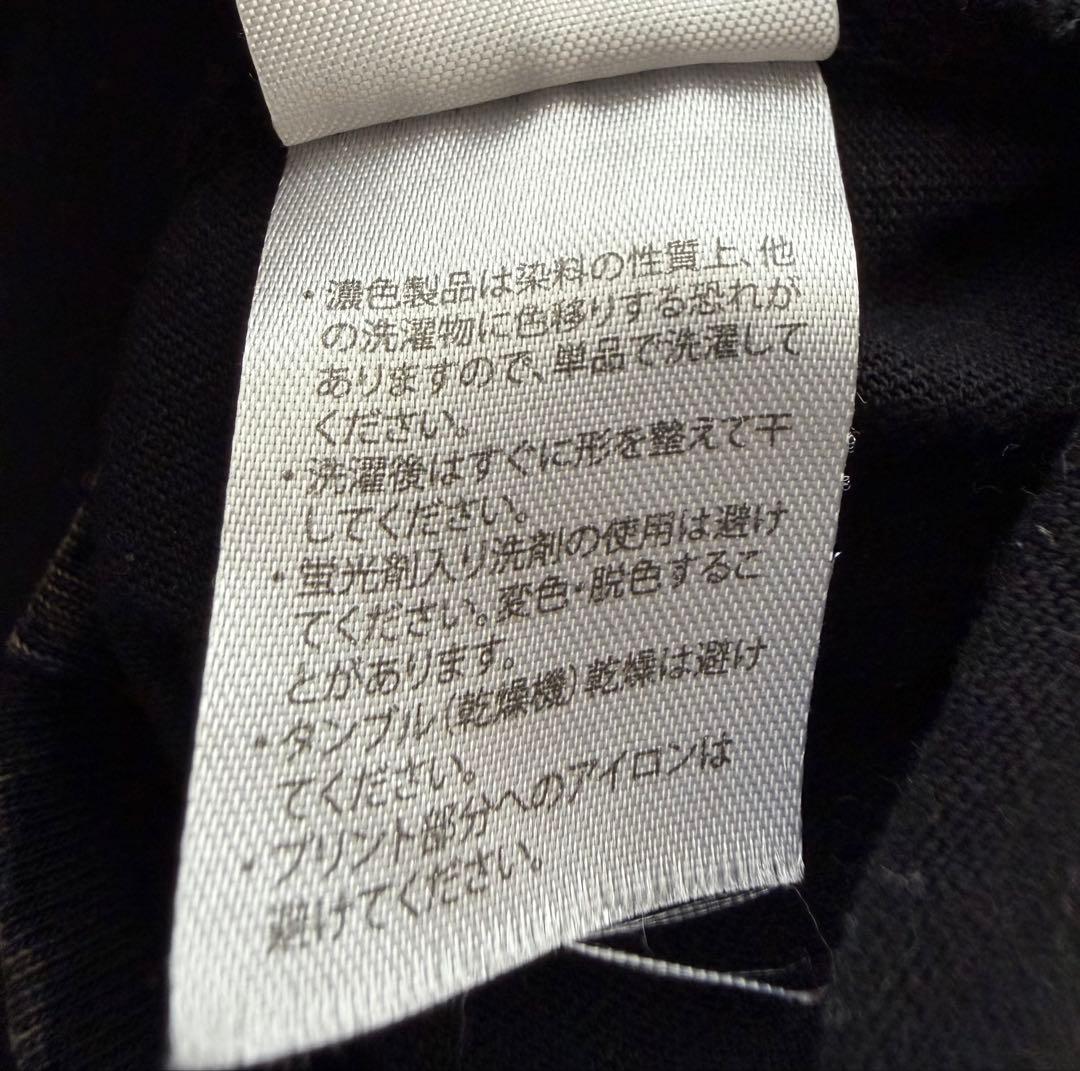 ・濃色製品は染料の性質上、他
の洗濯物に色移りする恐れが
ありますので、単品で洗濯して
ください。
・洗濯後はすぐに形を整えて干
してください。
・蛍光剤入り洗剤の使用は避け
てください。変色・脱色するこ
とがあります。
・タンブル(乾燥機)乾燥は避け
てください。
・プリント部分へのアイロンは
避けてください。